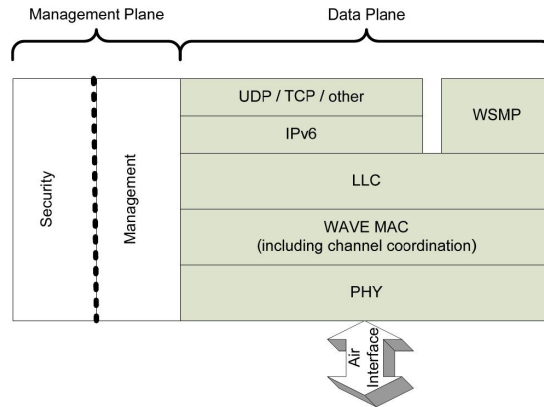 Management Plane
Data Plane
UDP / TCP / other
WSMP
IPv6
LLC
Security
Management
WAVE MAC
(including channel coordination)
PHY
Air
Interface